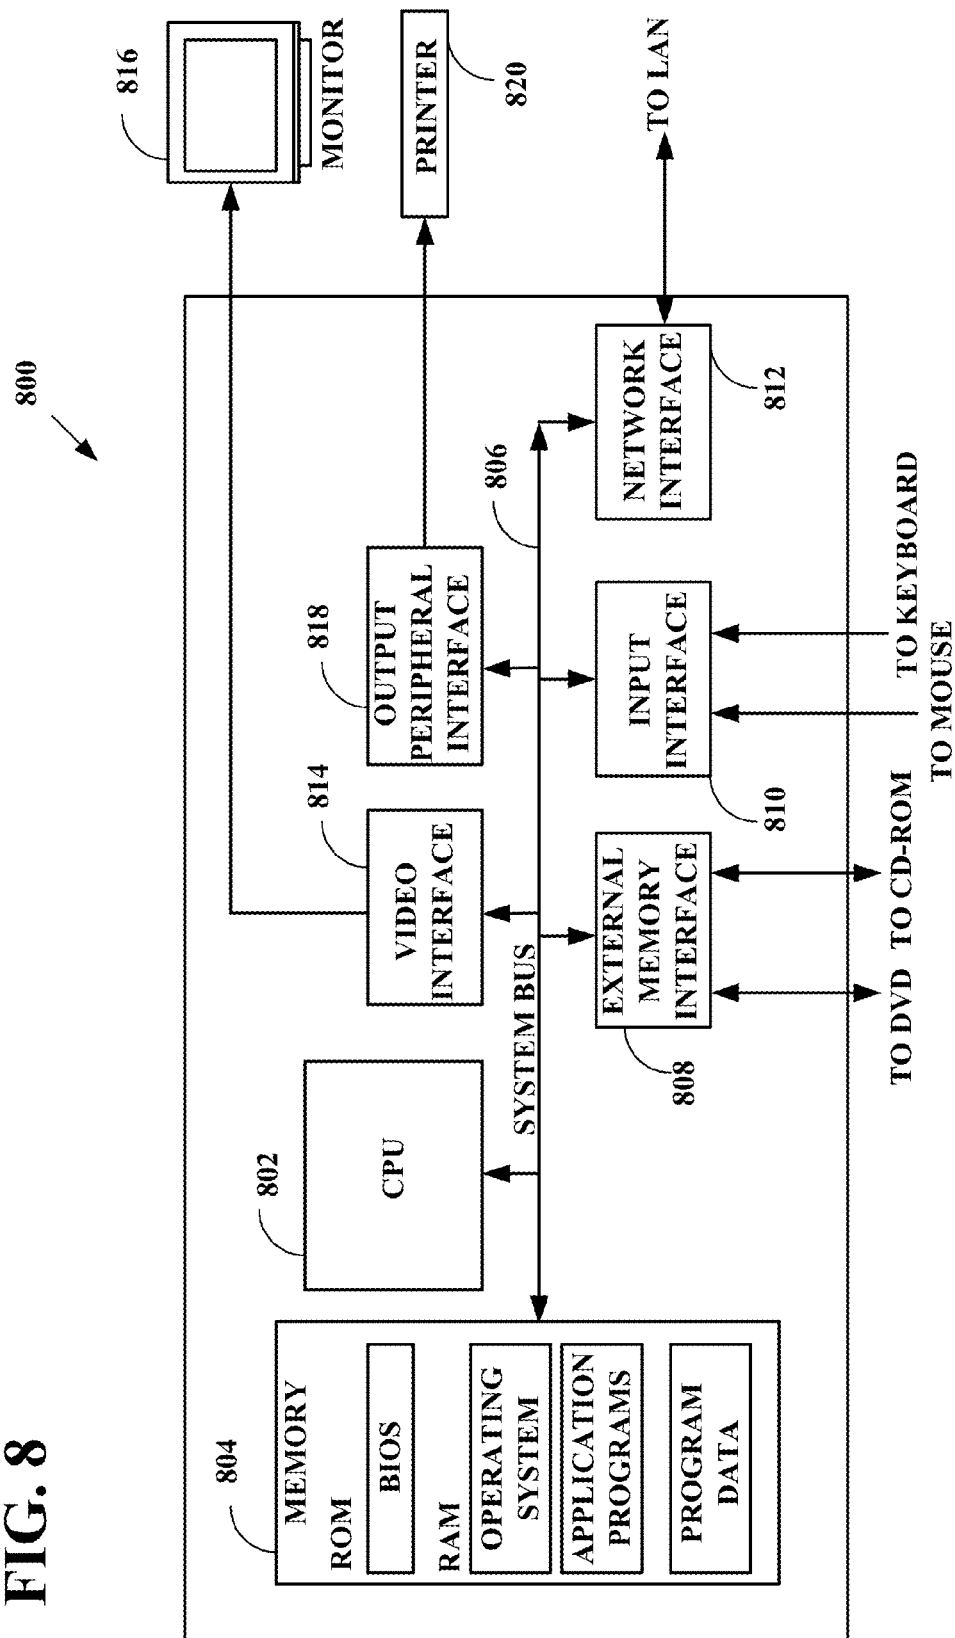 FIG. 8
800
804
MEMORY
ROM
BIOS
RAM
OPERATING
SYSTEM
APPLICATION
PROGRAMS
PROGRAM
DATA
802
CPU
814
VIDEO
INTERFACE
818
OUTPUT
PERIPHERAL
INTERFACE
816
MONITOR
PRINTER
820
SYSTEM BUS
806
808
EXTERNAL
MEMORY
INTERFACE
810
INPUT
INTERFACE
NETWORK
INTERFACE
812
TO LAN
TO DVD
TO CD-ROM
TO MOUSE
TO KEYBOARD